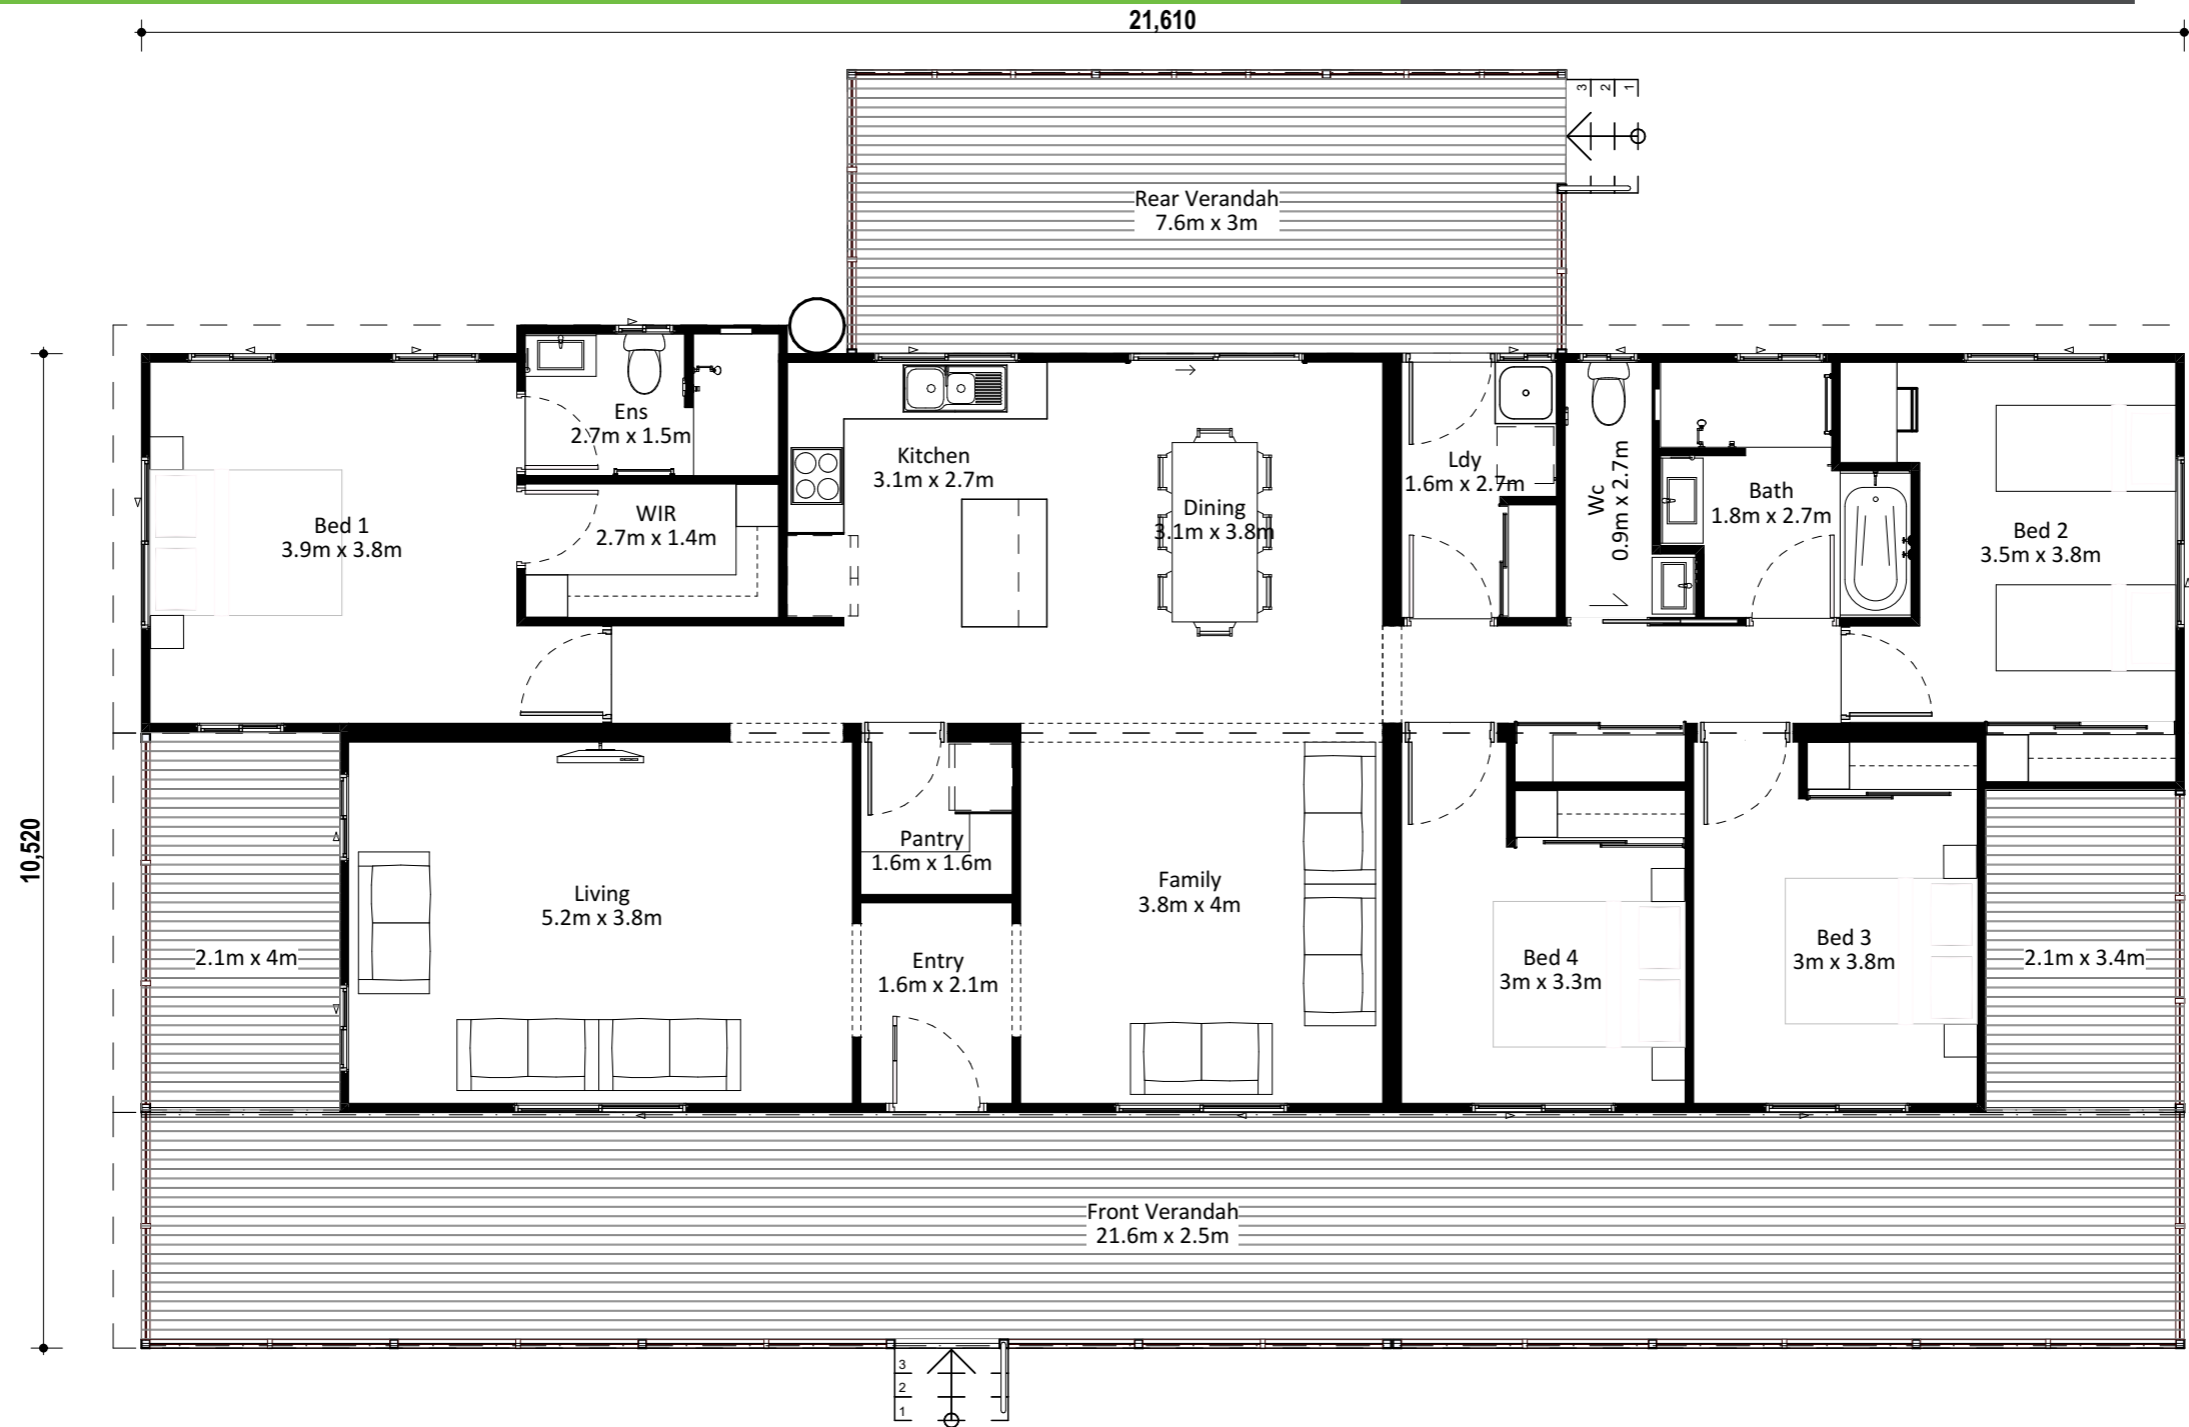 21,610
3
2
1
Rear Verandah
7.6m x 3m
Ens
2.7m x 1.5m
Kitchen
3.1m x 2.7m
Ldy
1.6m x 2.7m
Wc
0.9m x 2.7m
Bath
1.8m x 2.7m
Dining
3.1m x 3.8m
WIR
2.7m x 1.4m
Bed 1
3.9m x 3.8m
Bed 2
3.5m x 3.8m
10,520
Pantry
1.6m x 1.6m
Living
5.2m x 3.8m
Family
3.8m x 4m
Bed 3
3m x 3.8m
2.1m x 4m
Entry
1.6m x 2.1m
Bed 4
3m x 3.3m
2.1m x 3.4m
Front Verandah
21.6m x 2.5m
3
2
1